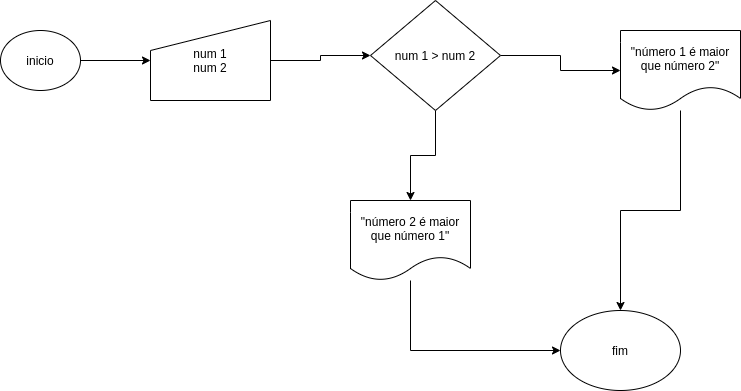 inicio
num 1
num 2
num 1 > num 2
"número 1 é maior
que número 2"
"número 2 é maior
que número 1"
fim